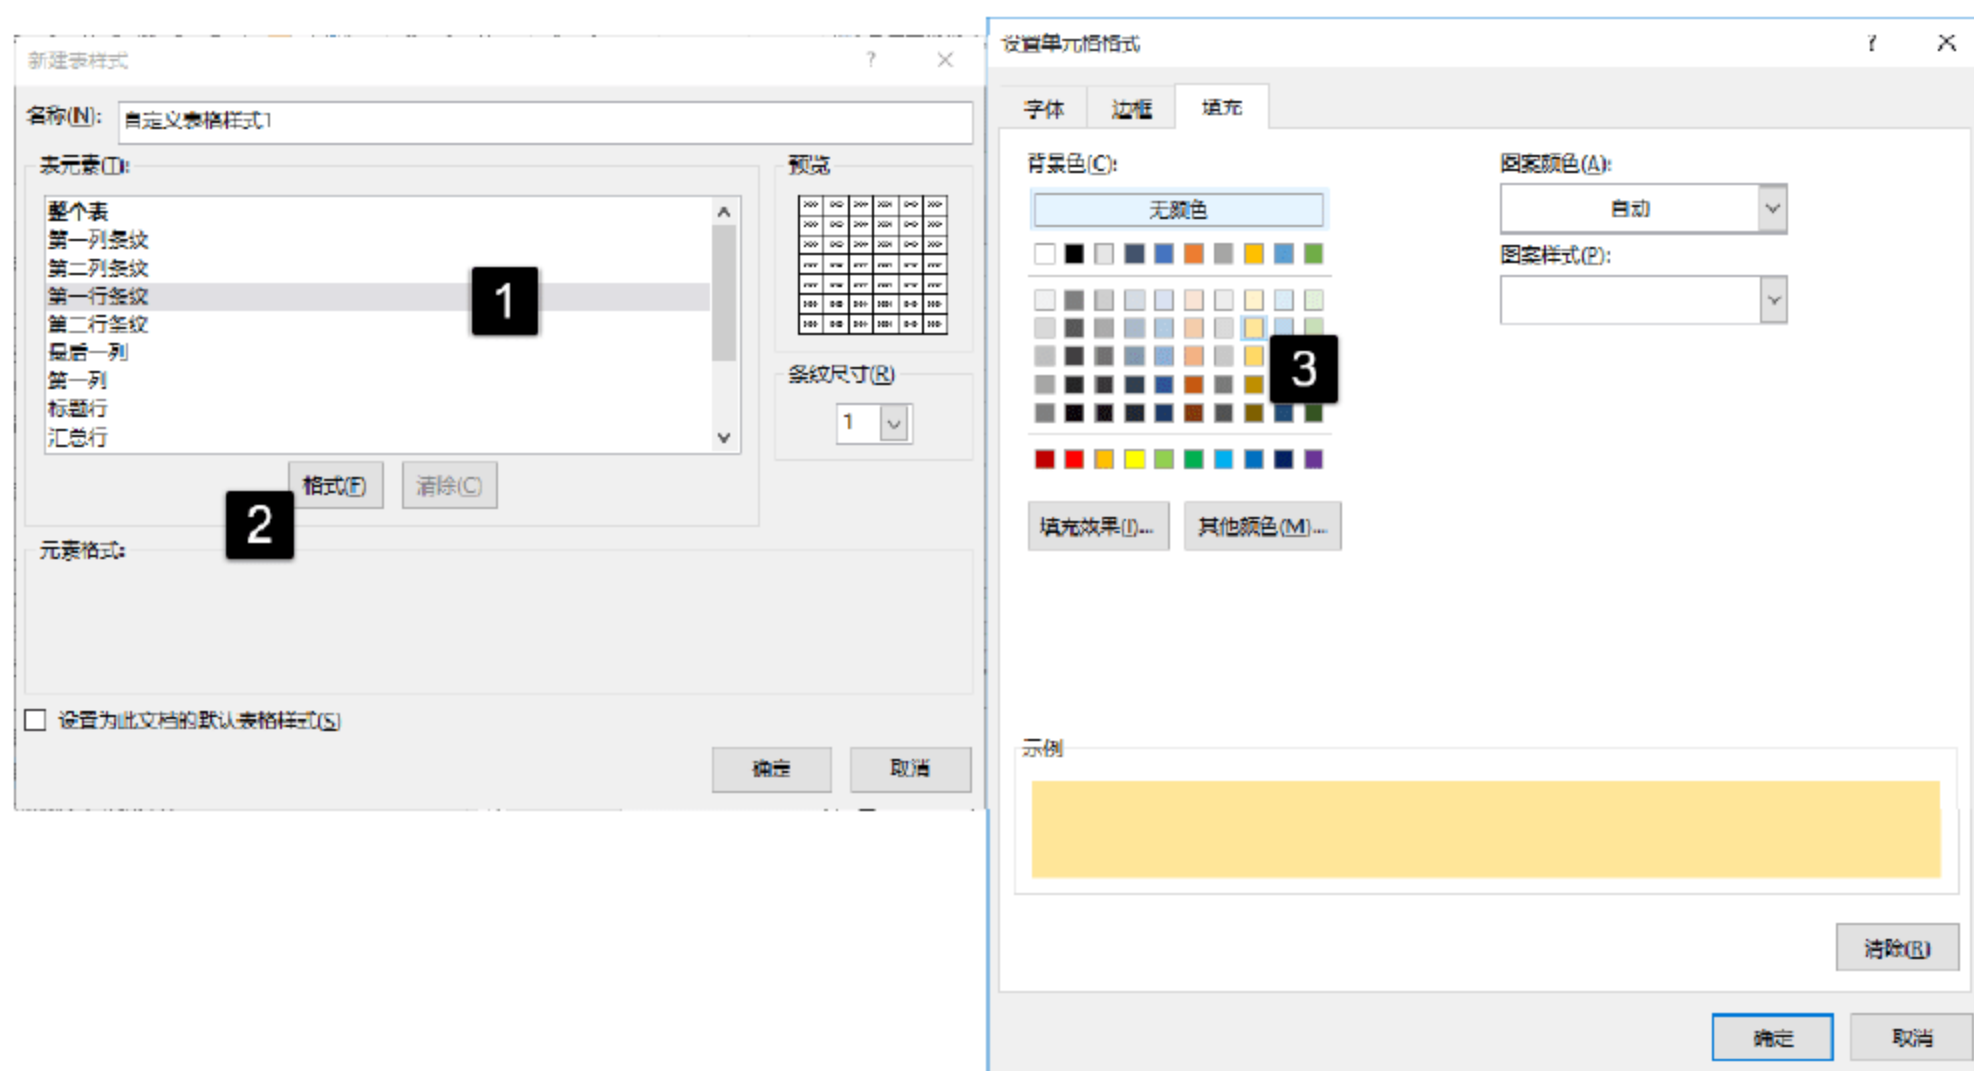 新建表样式
?
名称(N):
自定义表格样式1
表元素(T):
整个表
第一列条纹
第二列条纹
第一行条纹
第二行条纹
最后一列
第一列
标题行
汇总行
1
预览
条纹尺寸(R)
1
格式(F)
清除(C)
2
元素格式:
设置为此文档的默认表格样式(S)
确定
取消
设置单元格格式
?
字体
边框
填充
背景色(C):
无颜色
3
填充效果(I)...
其他颜色(M)...
图案颜色(A):
自动
图案样式(P):
示例
清除(R)
确定
取消